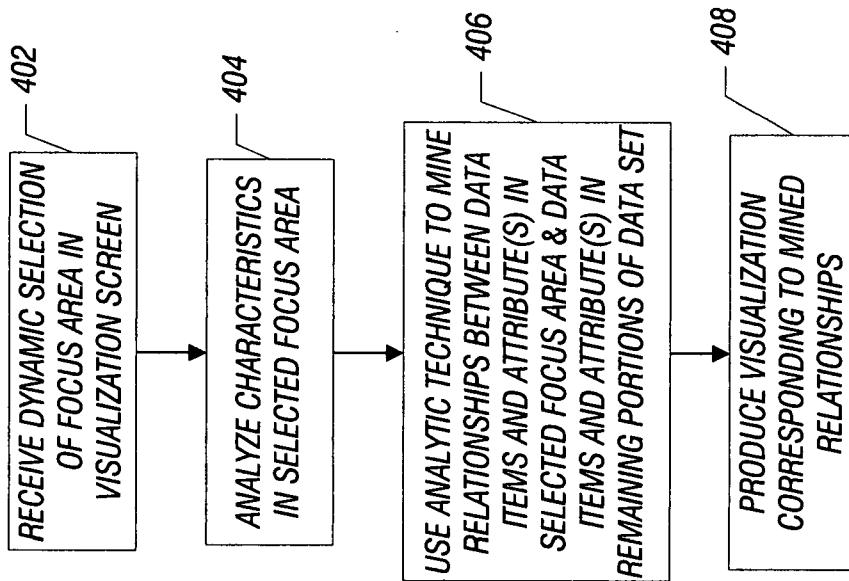 402
RECEIVE DYNAMIC SELECTION
OF FOCUS AREA IN
VISUALIZATION SCREEN
404
ANALYZE CHARACTERISTICS
IN SELECTED FOCUS AREA
406
USE ANALYTIC TECHNIQUE TO MINE
RELATIONSHIPS BETWEEN DATA
ITEMS AND ATTRIBUTE(S) IN
SELECTED FOCUS AREA & DATA
ITEMS AND ATTRIBUTE(S) IN
REMAINING PORTIONS OF DATA SET
408
PRODUCE VISUALIZATION
CORRESPONDING TO MINED
RELATIONSHIPS